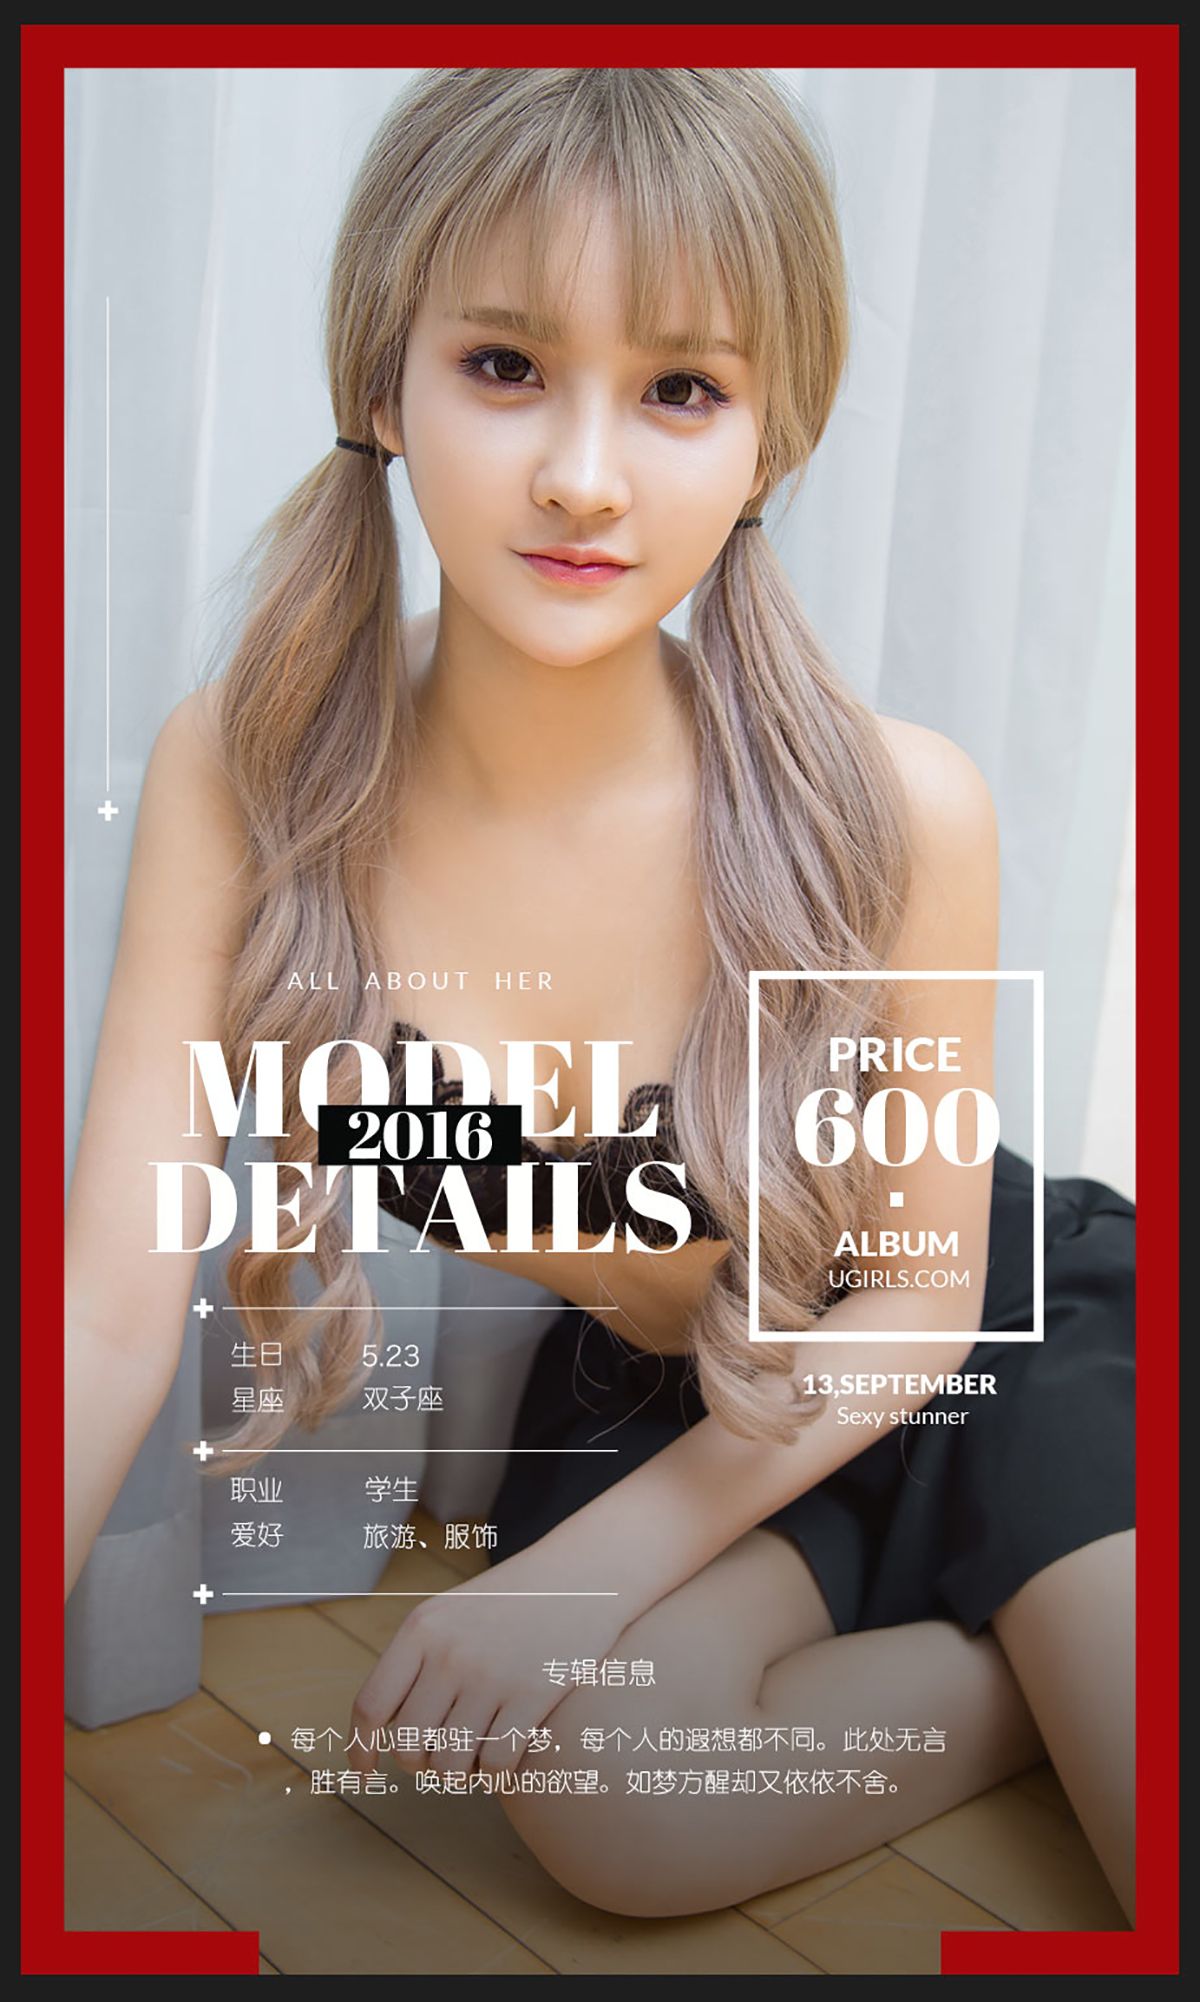 ALL ABOUT HER
MODEL
2016
DETAILS
PRICE
600
ALBUM
UGIRLS.COM
13,SEPTEMBER
Sexy stunner
生日 5.23
星座 双子座
职业 学生
爱好 旅游、服饰
专辑信息
每个人心里都驻一个梦，每个人的遐想都不同。此处无言
，胜有言。唤起内心的欲望。如梦方醒却又依依不舍。